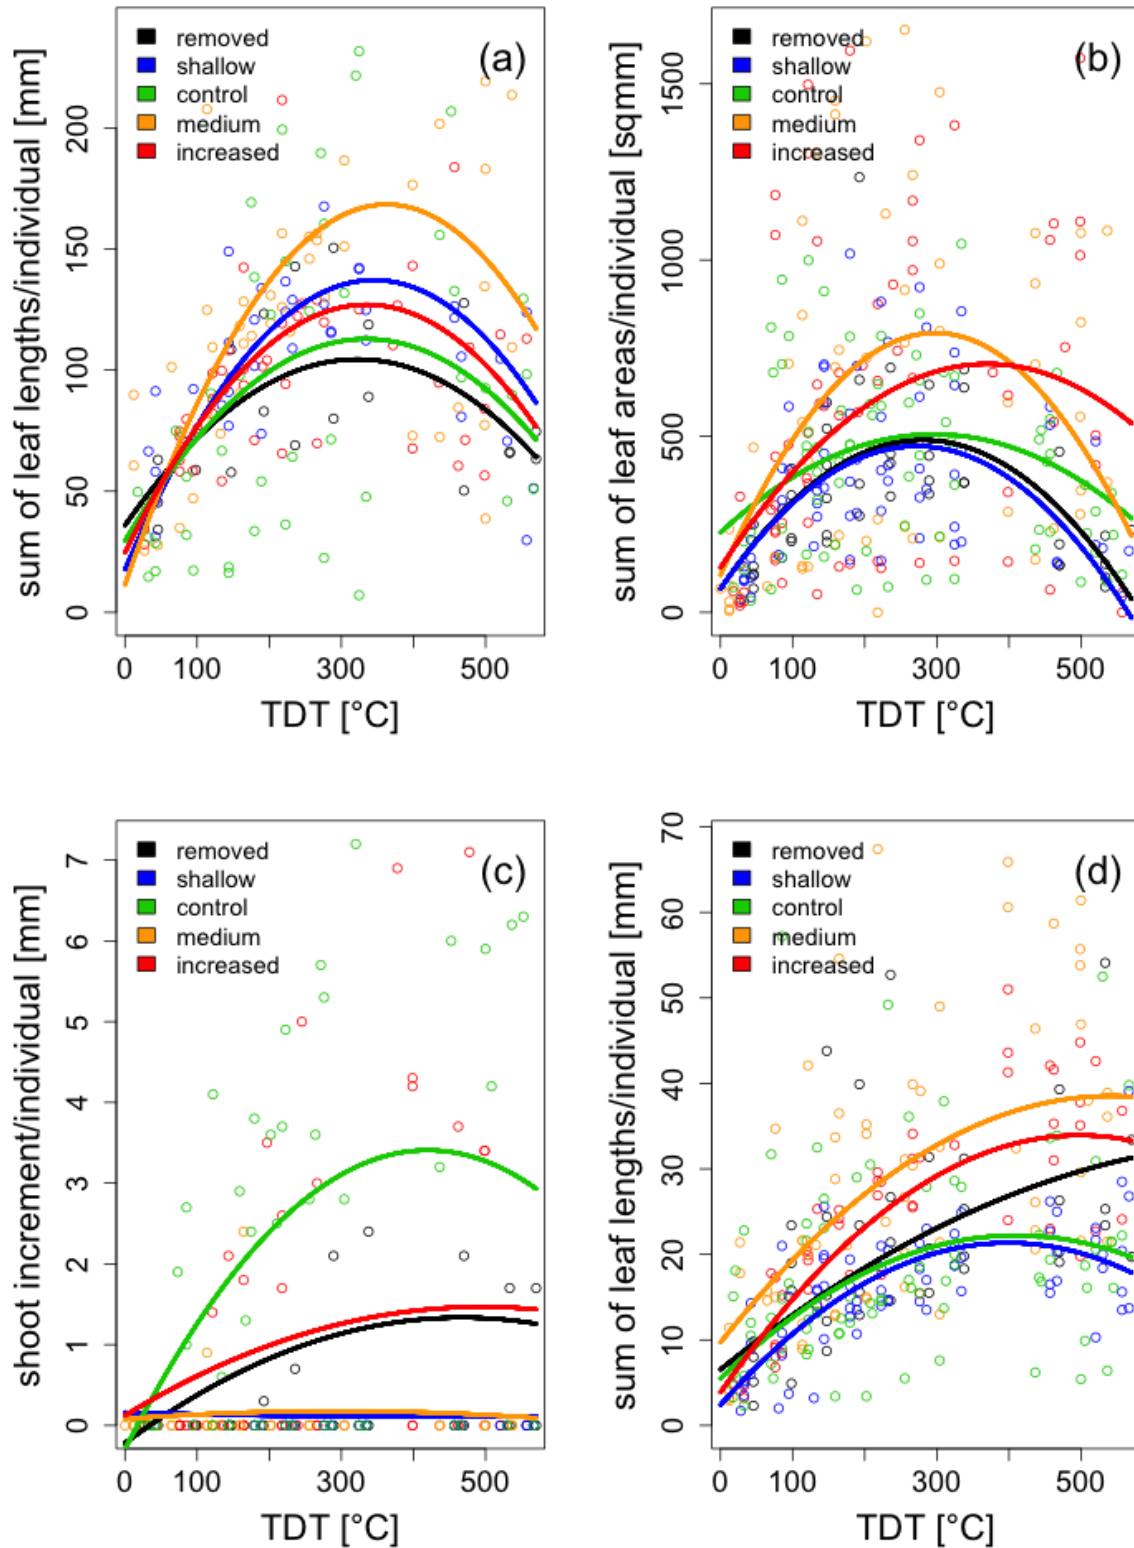 removed
shallow
control
medium
increased
(a)
sum of leaf lengths/individual [mm]
0 50 100 150 200
0 100 300 500
TDT [°C]
removed
shallow
control
medium
increased
(b)
sum of leaf areas/individual [sqmm]
0 500 1000 1500
0 100 300 500
TDT [°C]
removed
shallow
control
medium
increased
(c)
shoot increment/individual [mm]
0 1 2 3 4 5 6 7
0 100 300 500
TDT [°C]
removed
shallow
control
medium
increased
(d)
sum of leaf lengths/individual [mm]
0 10 20 30 40 50 60 70
0 100 300 500
TDT [°C]